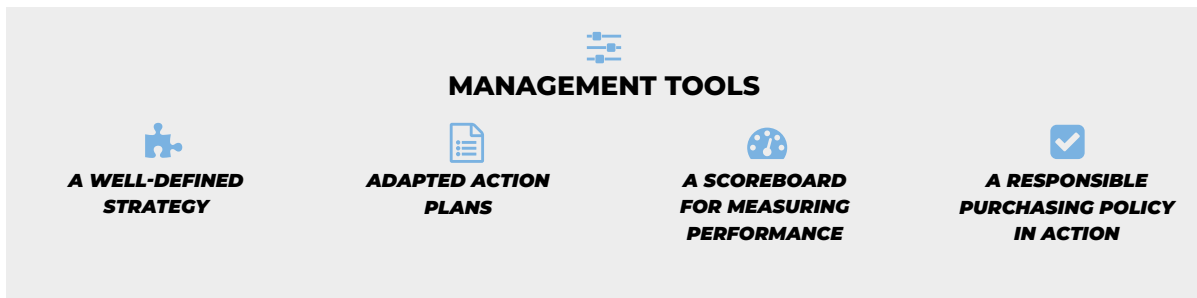 MANAGEMENT TOOLS
A WELL-DEFINED
STRATEGY
ADAPTED ACTION
PLANS
A SCOREBOARD
FOR MEASURING
PERFORMANCE
A RESPONSIBLE
PURCHASING POLICY
IN ACTION